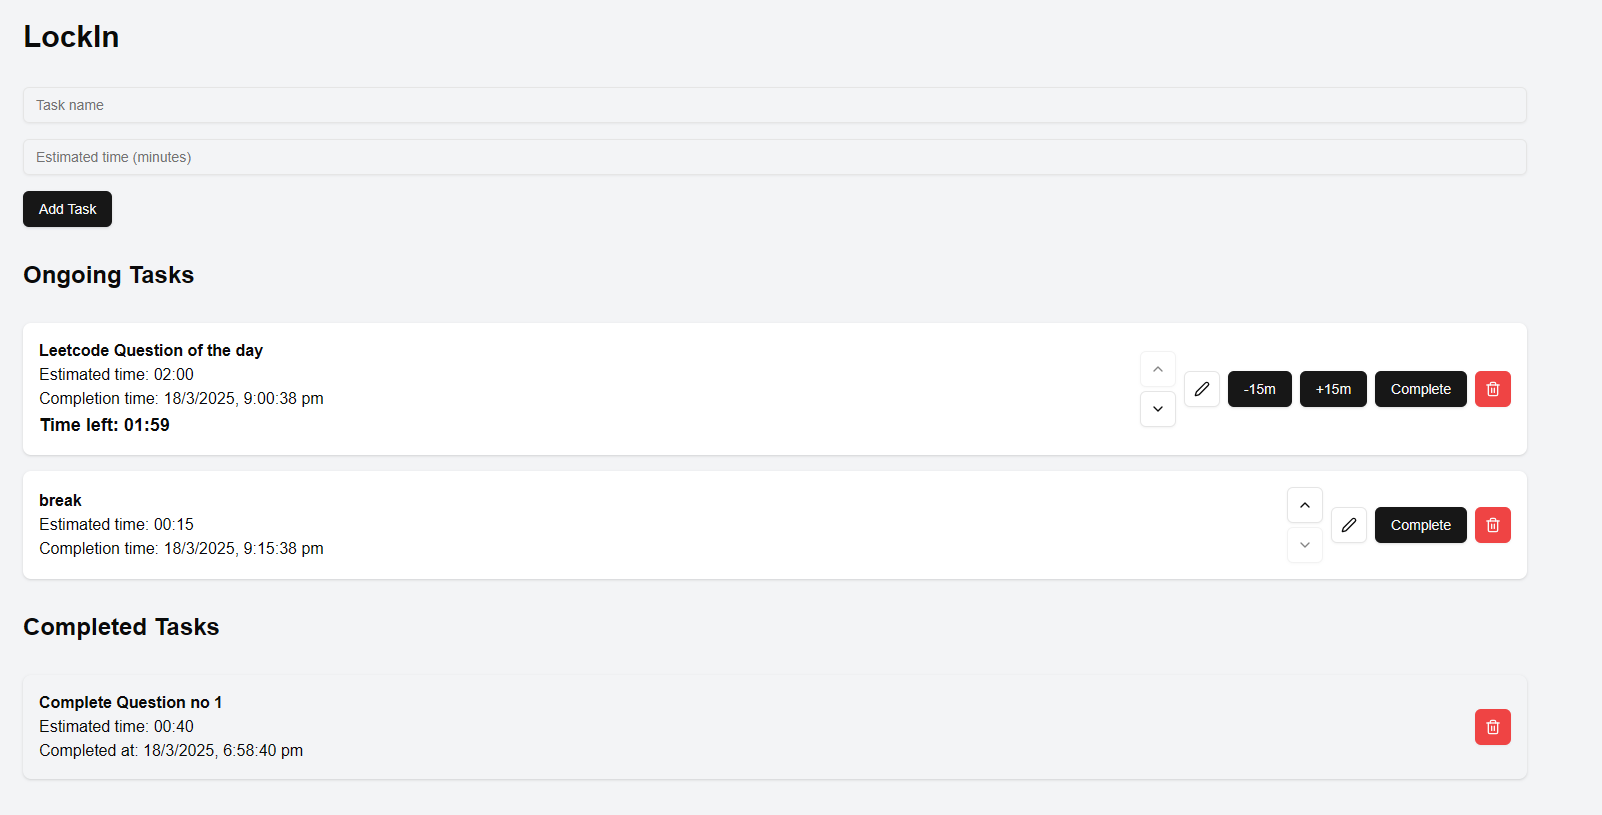 LockIn
Task name
Estimated time (minutes)
Add Task
Ongoing Tasks
Leetcode Question of the day
Estimated time: 02:00
Completion time: 18/3/2025, 9:00:38 pm
Time left: 01:59
-15m
+15m
Complete
break
Estimated time: 00:15
Completion time: 18/3/2025, 9:15:38 pm
Complete
Completed Tasks
Complete Question no 1
Estimated time: 00:40
Completed at: 18/3/2025, 6:58:40 pm